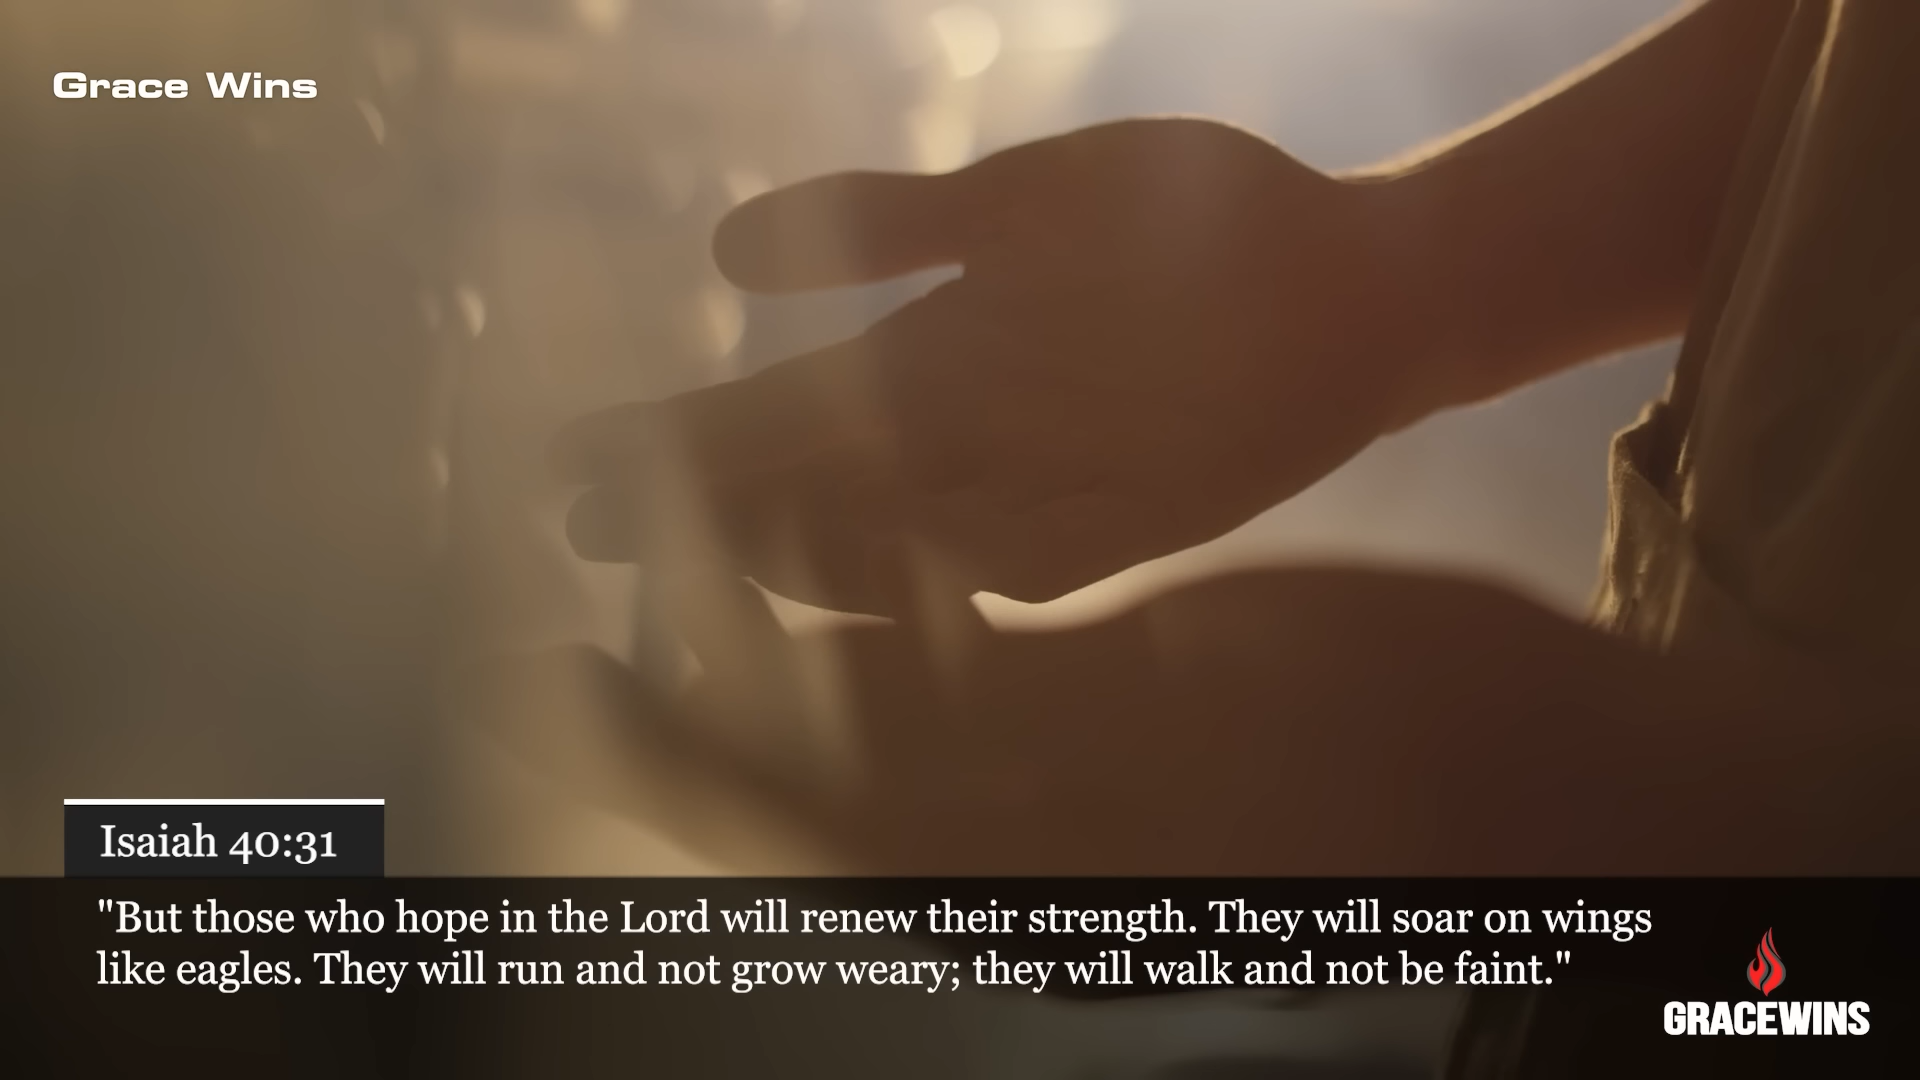 Grace Wins
Isaiah 40:31
"But those who hope in the Lord will renew their strength. They will soar on wings
like eagles. They will run and not grow weary; they will walk and not be faint."
GRACEWINS